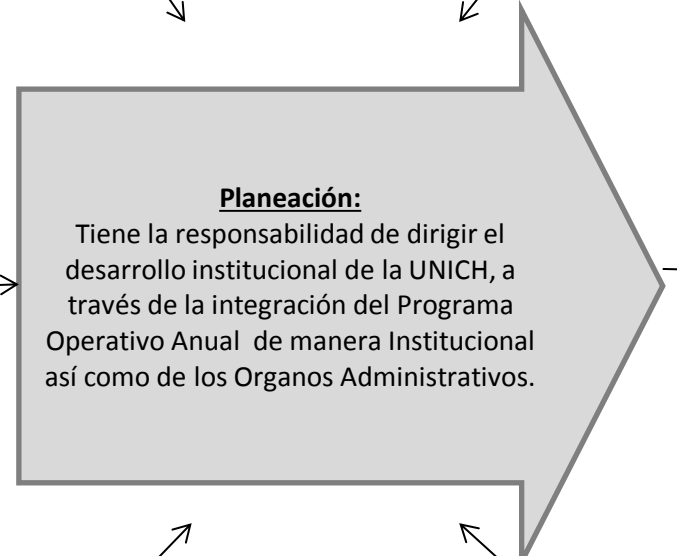 Planeación:
Tiene la responsabilidad de dirigir el
desarrollo institucional de la UNICH, a
través de la integración del Programa
Operativo Anual  de manera Institucional
así como de los Organos Administrativos.